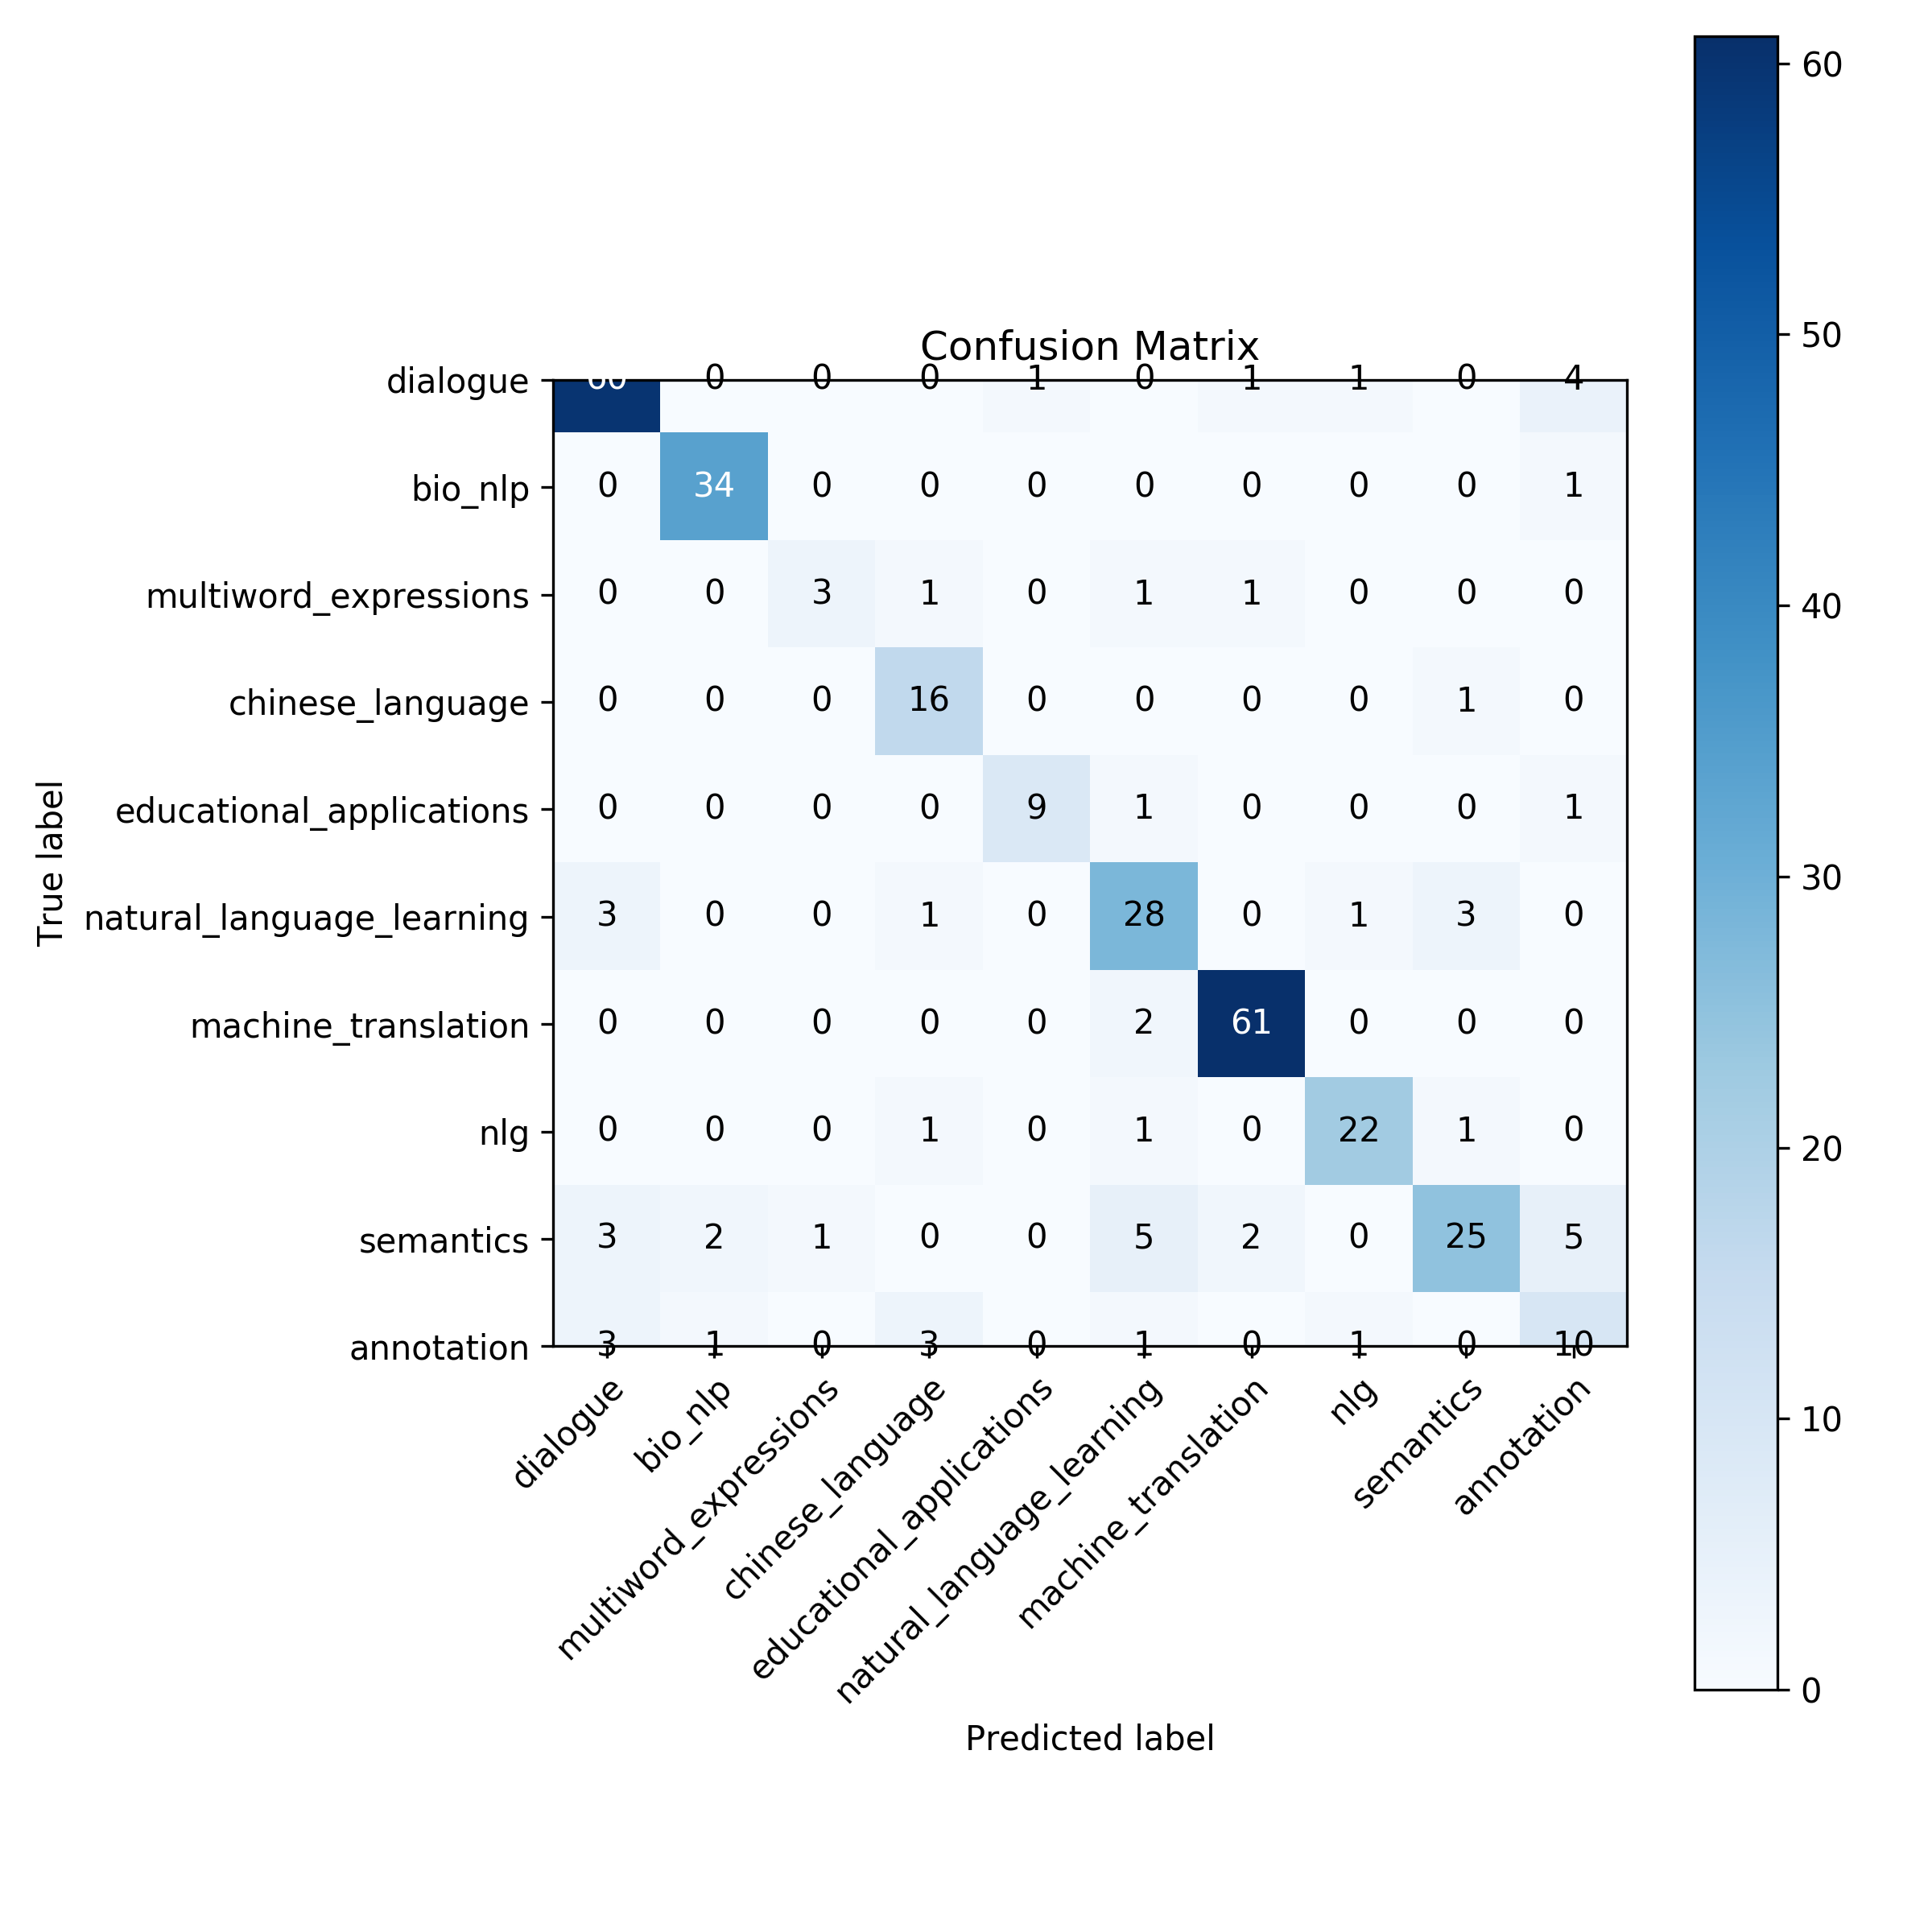 Confusion Matrix
dialogue 60 0 0 0 1 0 1 1 0 4
bio_nlp 0 34 0 0 0 0 0 0 0 1
multiword_expressions 0 0 3 1 0 1 1 0 0 0
chinese_language 0 0 0 16 0 0 0 0 1 0
educational_applications 0 0 0 0 9 1 0 0 0 1
natural_language_learning 3 0 0 1 0 28 0 1 3 0
machine_translation 0 0 0 0 0 2 61 0 0 0
nlg 0 0 0 1 0 1 0 22 1 0
semantics 3 2 1 0 0 5 2 0 25 5
annotation 3 1 0 3 0 1 0 1 0 10
True label
dialogue
bio_nlp
multiword_expressions
chinese_language
educational_applications
natural_language_learning
machine_translation
nlg
semantics
annotation
Predicted label
60
50
40
30
20
10
0